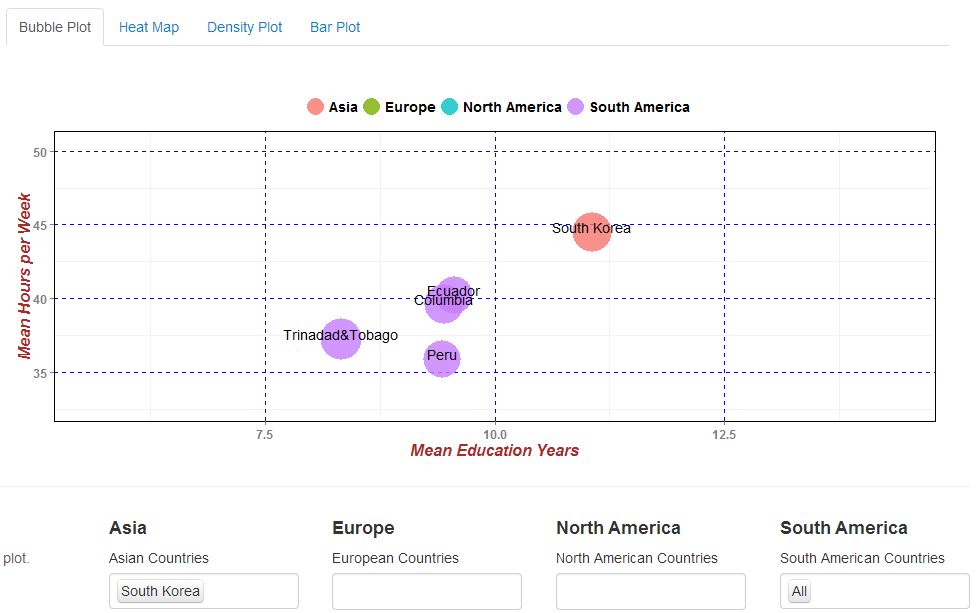 Bubble Plot Heat Map Density Plot Bar Plot
Asia Europe North America South America
50
45
40
35
Mean Hours per Week
South Korea
Ecuador
Columbia
Trinadad&Tobago
Peru
7.5 10.0 12.5
Mean Education Years
Asia Europe North America South America
plot. Asian Countries European Countries North American Countries South American Countries
South Korea All